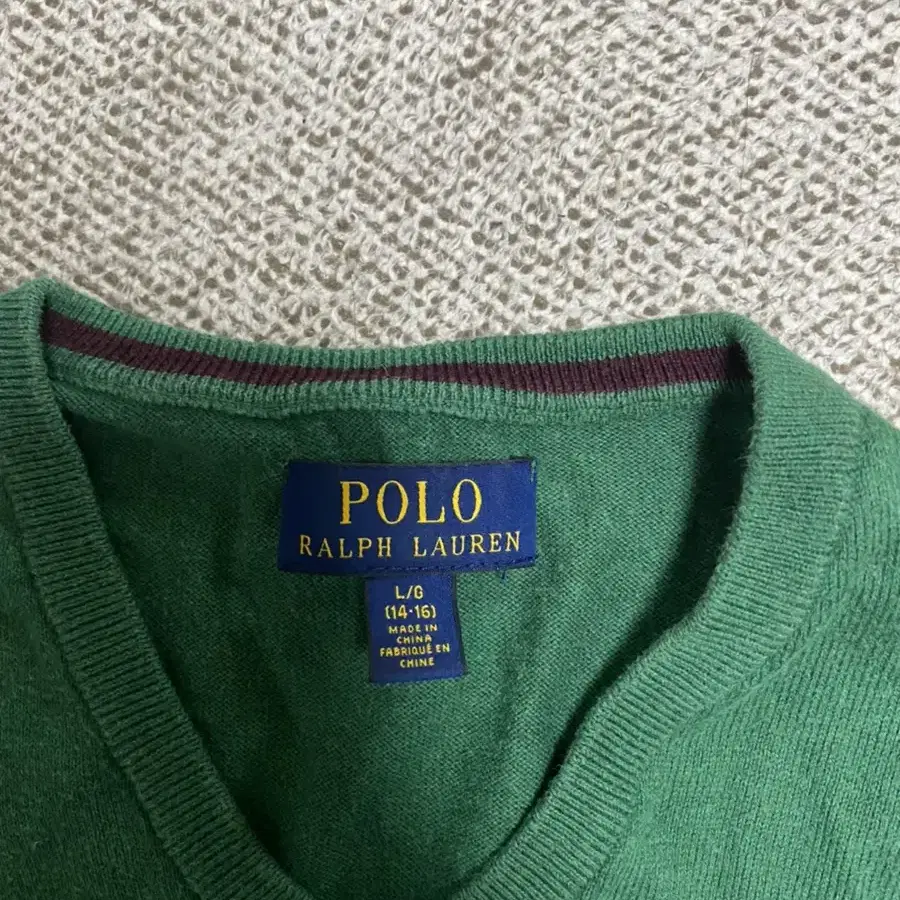 POLO
RALPH LAUREN
L/G
(14•16)
MADE IN
CHINA
FABRIQUÉ EN
CHINE